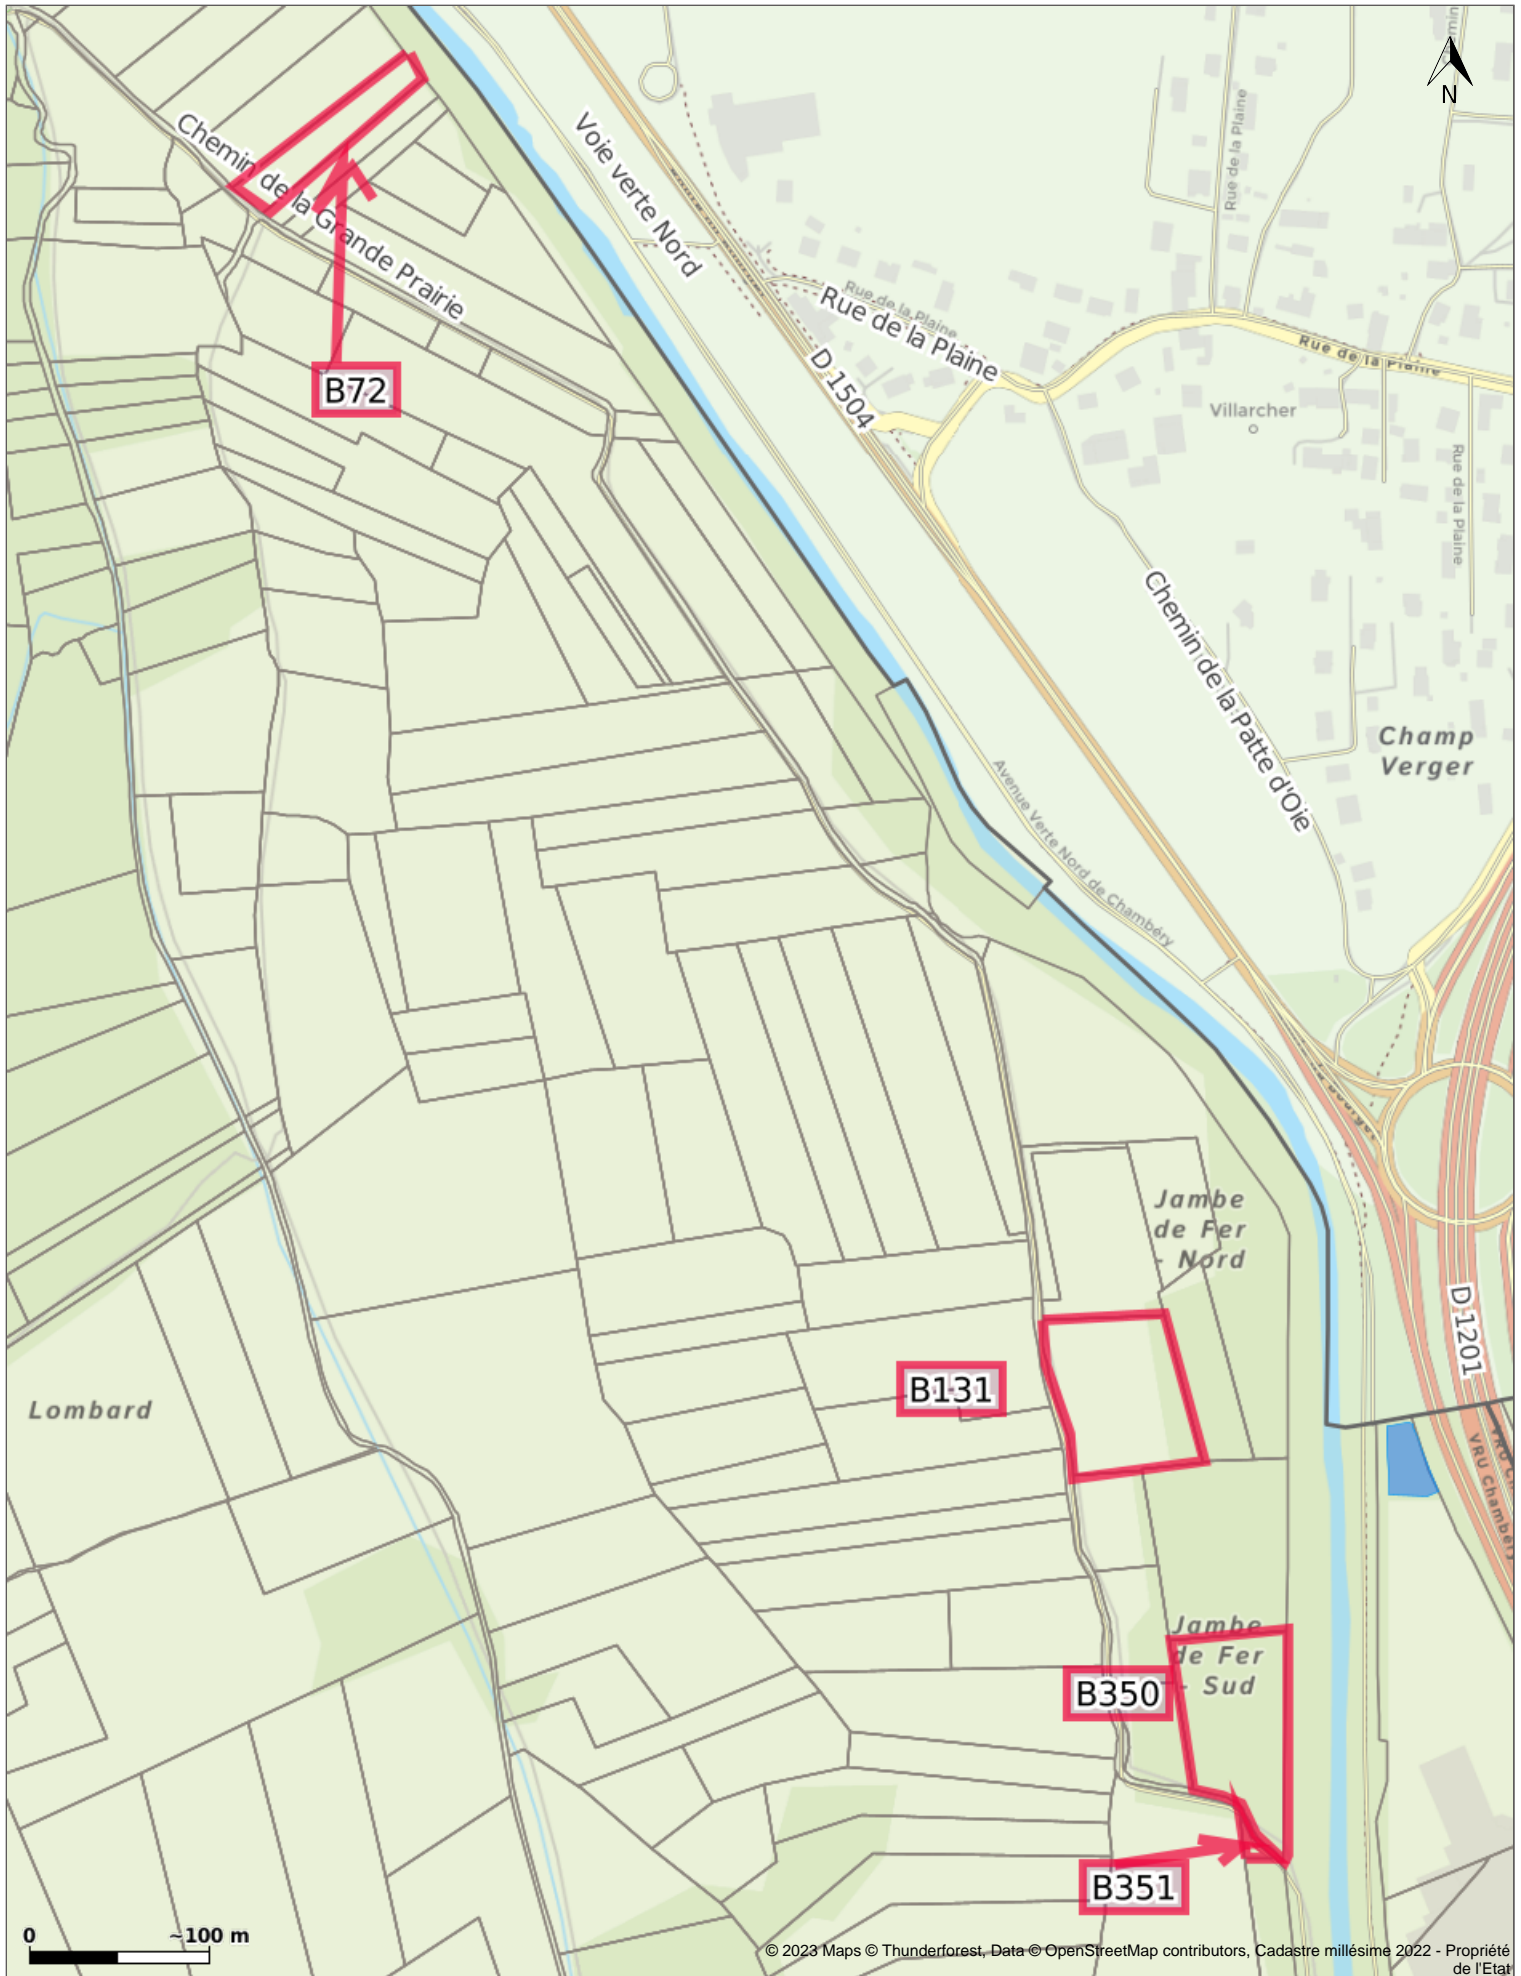 N
Chemin
Rue de la Plaine
Chemin de la Grande Prairie
Voie verte Nord
Rue de la Plaine
Rue de la Plaine
Rue de la Plaine
D 1504
B72
Villarcher
Rue de la Plaine
Chemin de la Patte d'Oie
Champ
Verger
Avenue Verte Nord de Chambéry
Jambe
de Fer
- Nord
D 1201
B131
Lombard
VRU Chambéry
Jambe
de Fer
- Sud
B350
B351
0 ~100 m
© 2023 Maps © Thunderforest, Data © OpenStreetMap contributors, Cadastre millésime 2022 - Propriété
de l'Etat